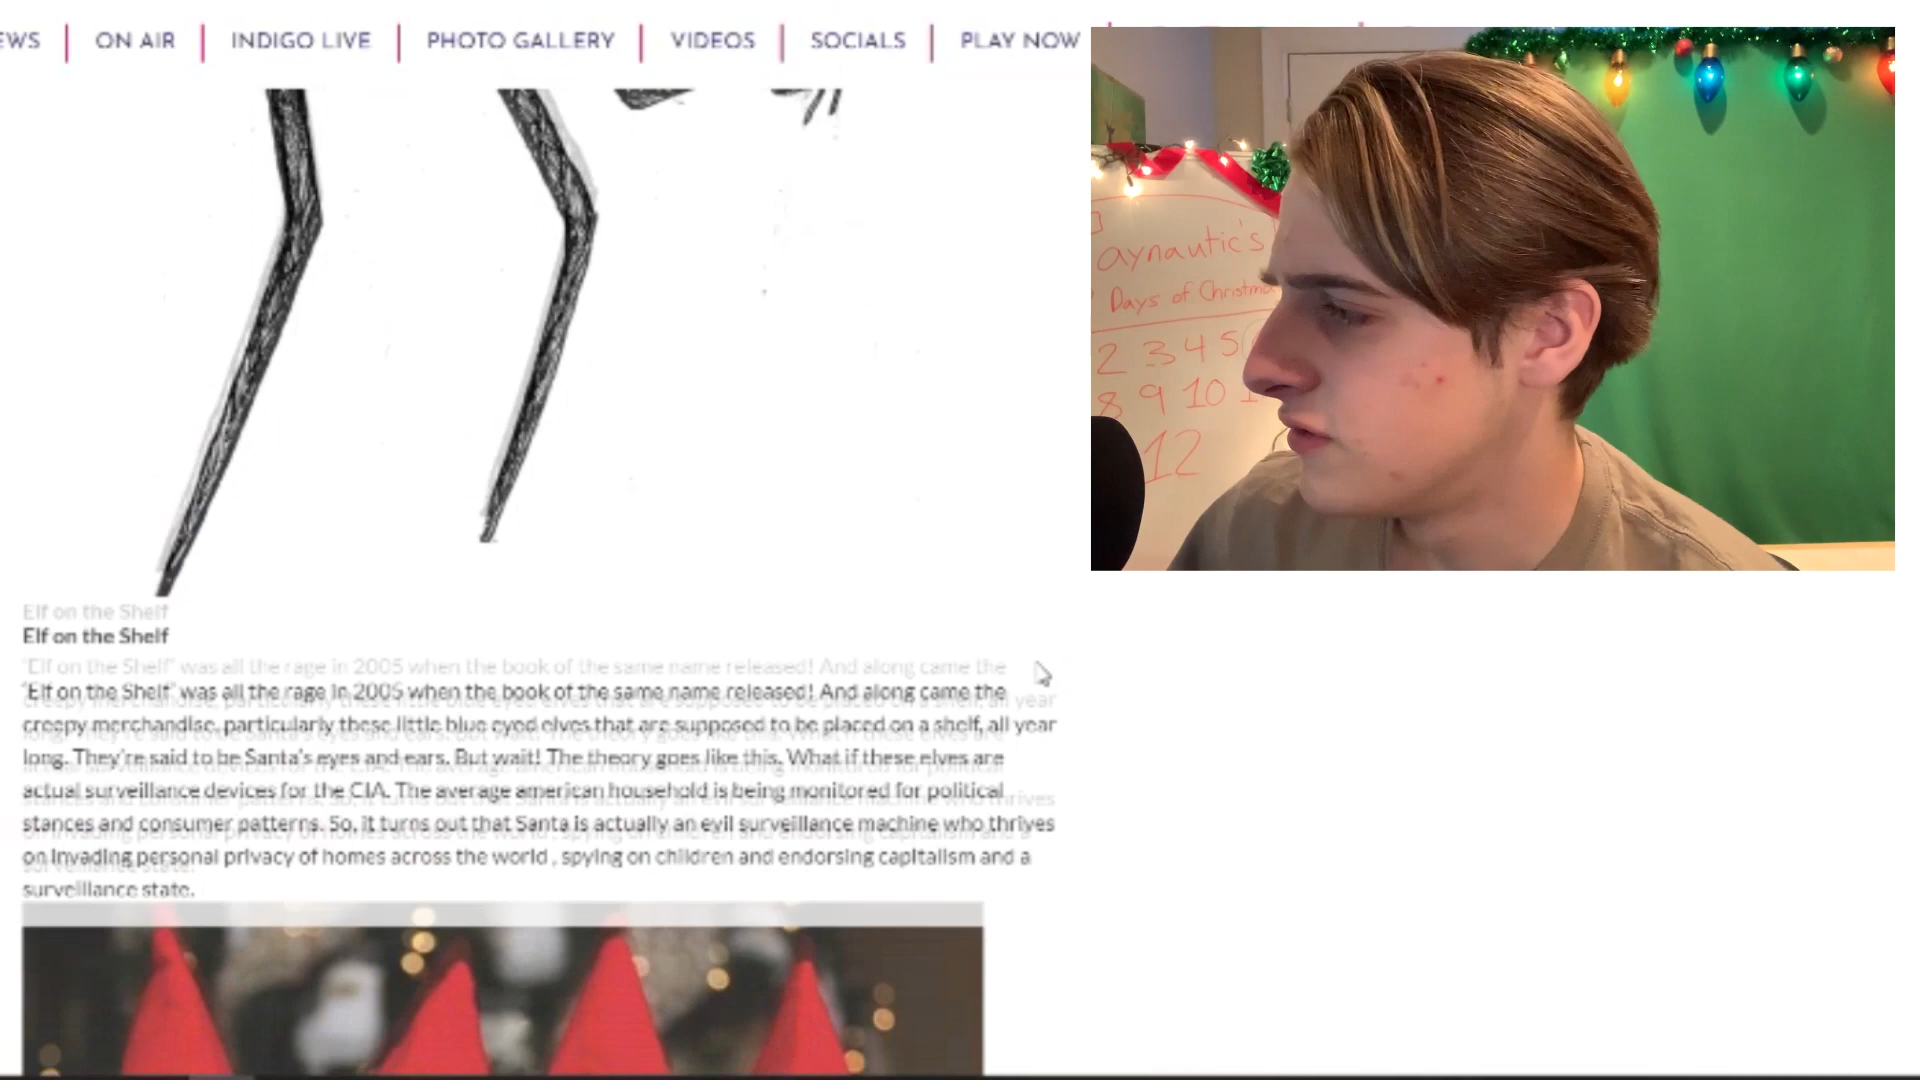 EWS | ON AIR | INDIGO LIVE | PHOTO GALLERY | VIDEOS | SOCIALS | PLAY NOW
aynautic's
Days of Christma
2 3 4 5
8 9 10
12
Elf on the Shelf
"Elf on the Shelf" was all the rage in 2005 when the book of the same name released! And along came the
creepy merchandise, particularly these little blue eyed elves that are supposed to be placed on a shelf, all year
long. They're said to be Santa's eyes and ears. But wait! The theory goes like this. What if these elves are
actual surveillance devices for the CIA. The average american household is being monitored for political
stances and consumer patterns. So, it turns out that Santa is actually an evil surveillance machine who thrives
on invading personal privacy of homes across the world , spying on children and endorsing capitalism and a
surveillance state.